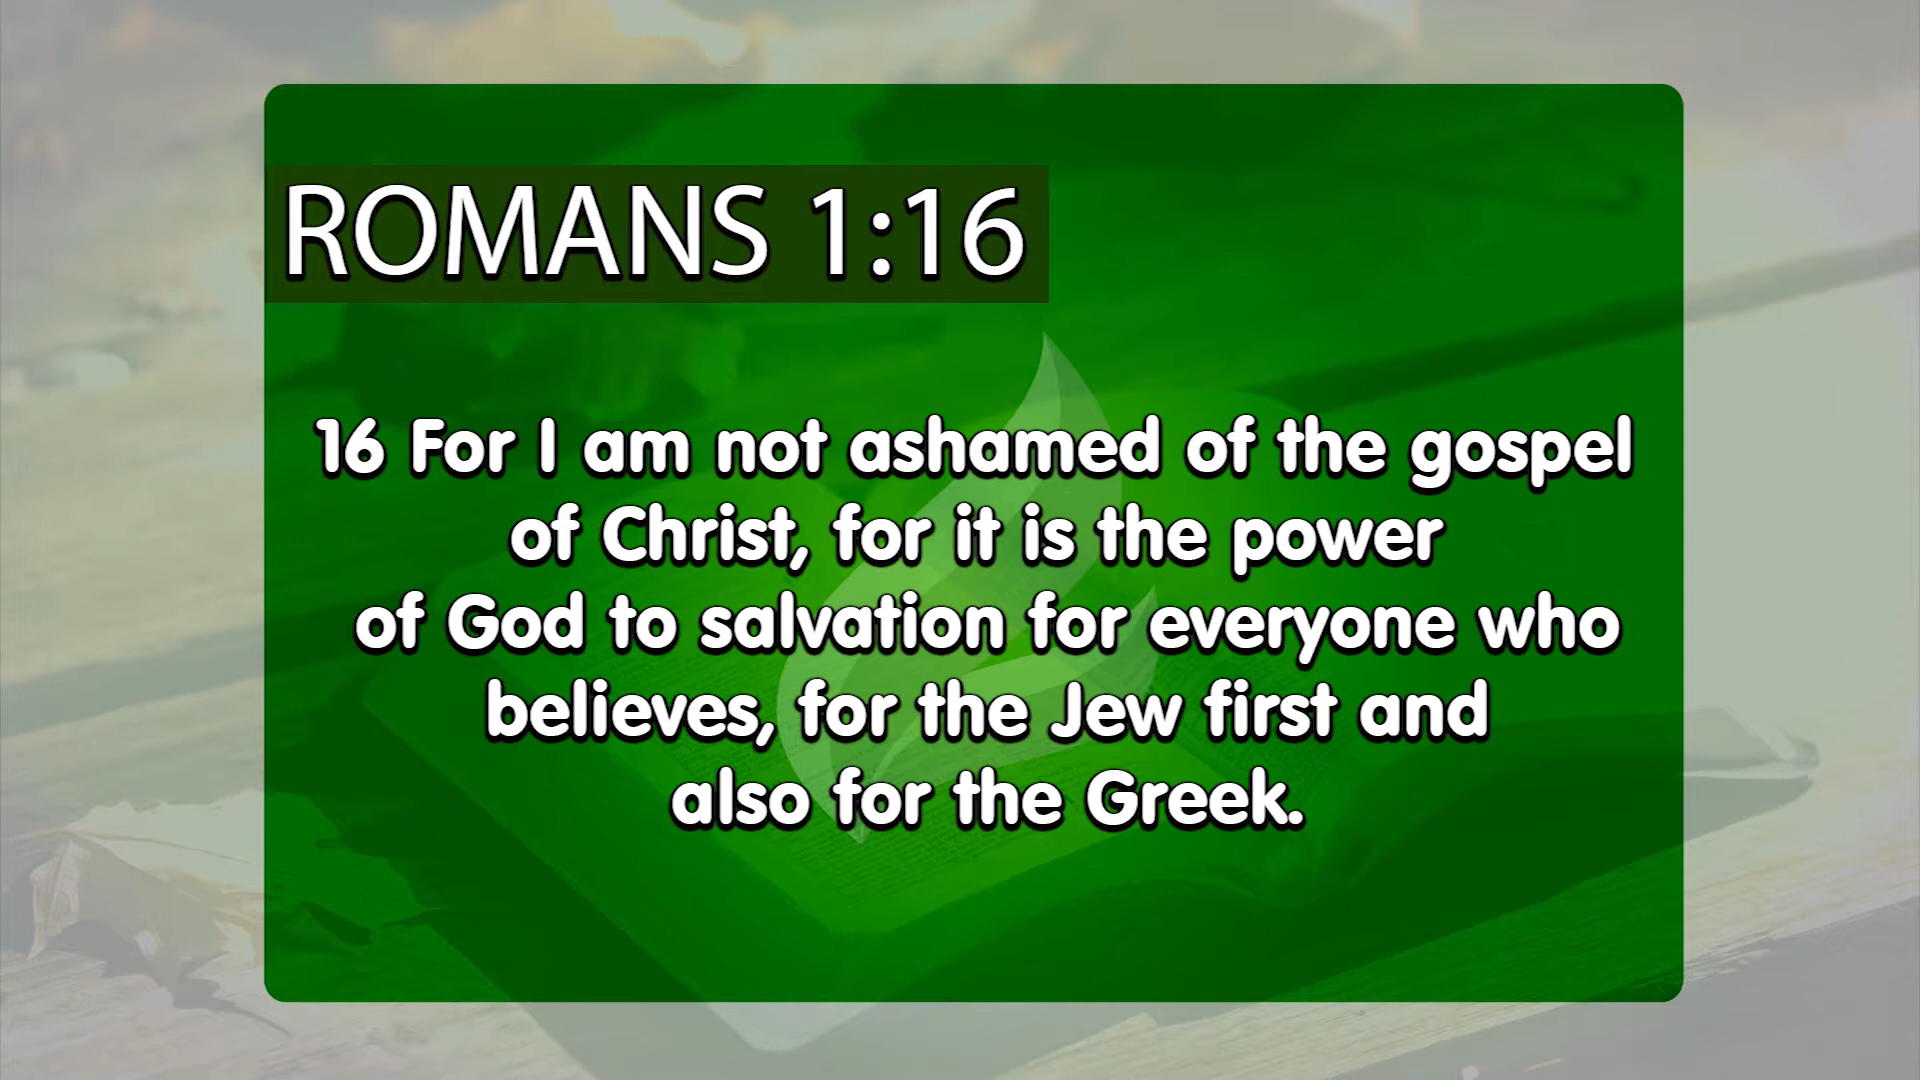 ROMANS 1:16
16 For I am not ashamed of the gospel
of Christ, for it is the power
of God to salvation for everyone who
believes, for the Jew first and
also for the Greek.